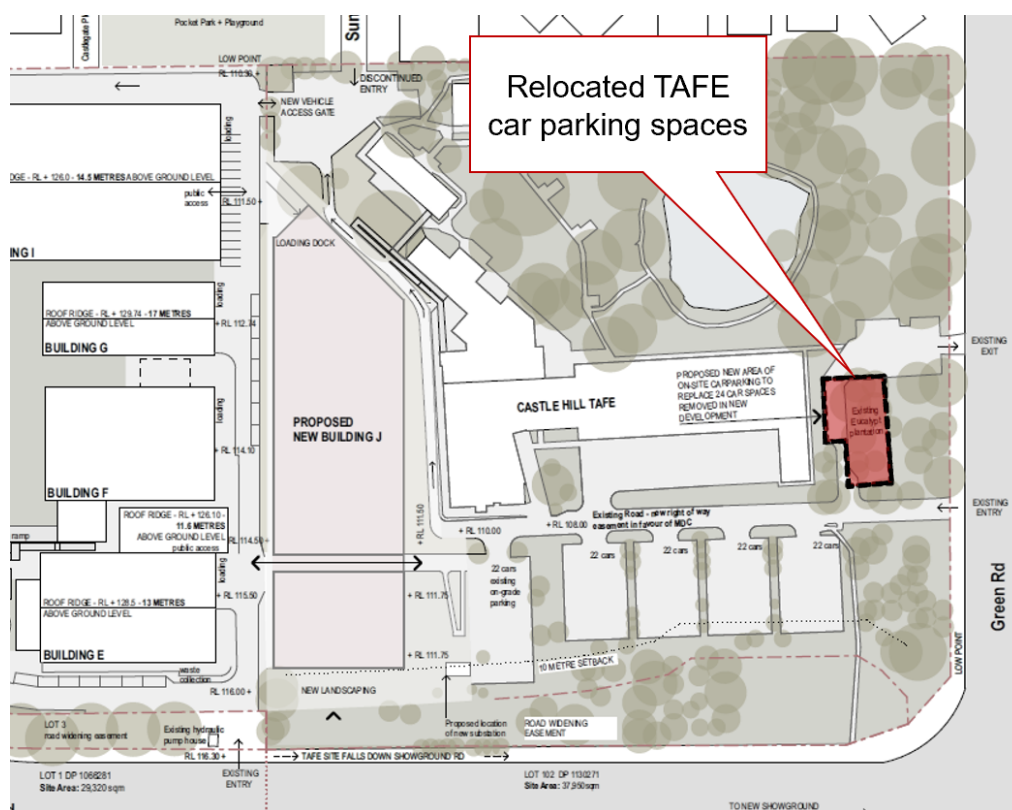 Pocket Park + Playground
Castlegate Pl
Sun
LOW POINT
RL 110.50 +
DISCONTINUED
ENTRY
NEW VEHICLE
ACCESS GATE
Relocated TAFE
car parking spaces
loading
DGE - RL + 126.0 - 14.5 METRES ABOVE GROUND LEVEL
public
access
RL 111.50 +
LOADING DOCK
NG I
loading
ROOF RIDGE - RL + 129.74 - 17 METRES
ABOVE GROUND LEVEL
+ RL 112.74
BUILDING G
EXISTING
EXIT
PROPOSED NEW AREA OF
ON-SITE CARPARKING TO
REPLACE 24 CAR SPACES
REMOVED IN NEW
DEVELOPMENT
CASTLE HILL TAFE
Existing
Eucalypt
plantation
loading
PROPOSED
NEW BUILDING J
+ RL 114.10
BUILDING F
EXISTING
ENTRY
ROOF RIDGE - RL + 126.10 -
11.6 METRES
ABOVE GROUND LEVEL
public access
ramp
RL 114.50 +
+ RL 111.50
+ RL 110.00
+ RL 108.00
Existing Road - new right of way
easement in favour of MDC
22 cars
22 cars
22 cars
22 cars
22 cars
existing
on-grade
parking
loading
+ RL 115.50
+ RL 111.75
ROOF RIDGE - RL + 128.5 - 13 METRES
ABOVE GROUND LEVEL
BUILDING E
+ RL 111.75
Green Rd
LOW POINT
10 METRE SETBACK
waste
collection
RL 116.00 +
NEW LANDSCAPING
LOT 3
road widening easement
Existing hydraulic
pump house
Proposed location
of new substation
ROAD WIDENING
EASEMENT
RL 116.30 +
TAFE SITE FALLS DOWN SHOWGROUND RD
LOT 1 DP 1066281
Site Area: 29,320 sqm
EXISTING
ENTRY
LOT 102 DP 1130271
Site Area: 37,950sqm
TO NEW SHOWGROUND